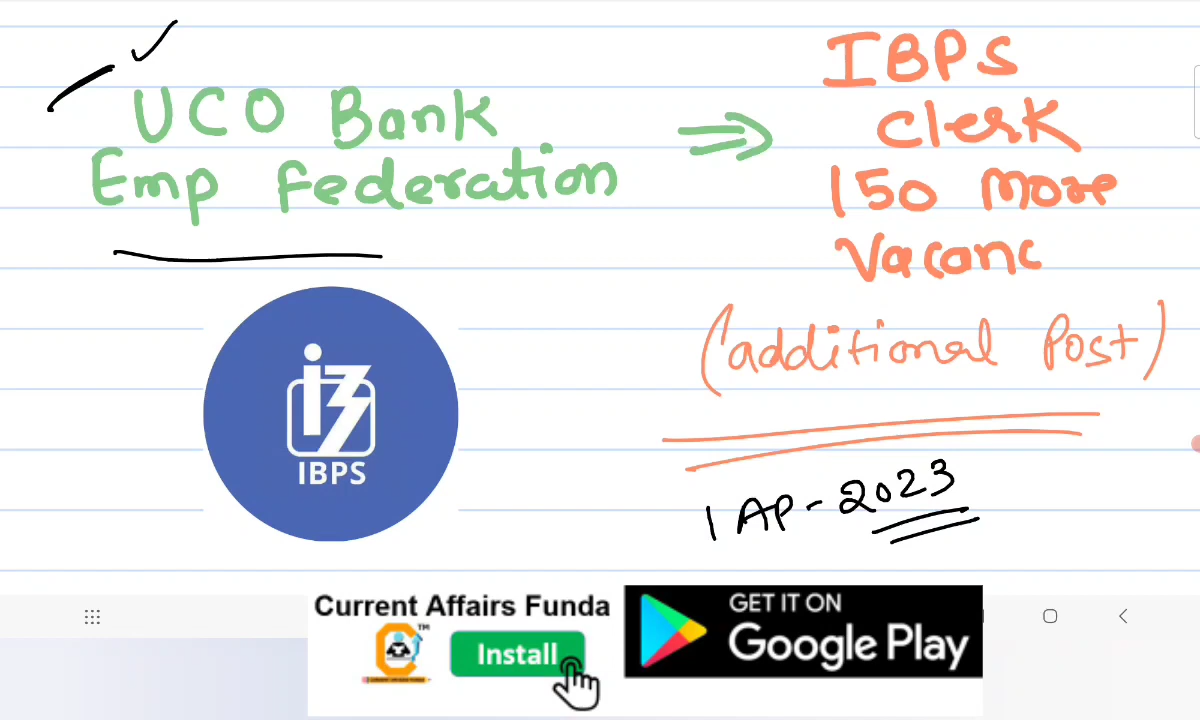 UCO Bank
Emp Federation
IBPS
Clerk
150 More
Vacanc
(additional Post)
1 AP - 2023
IBPS
Current Affairs Funda
TM
Install
GET IT ON
Google Play